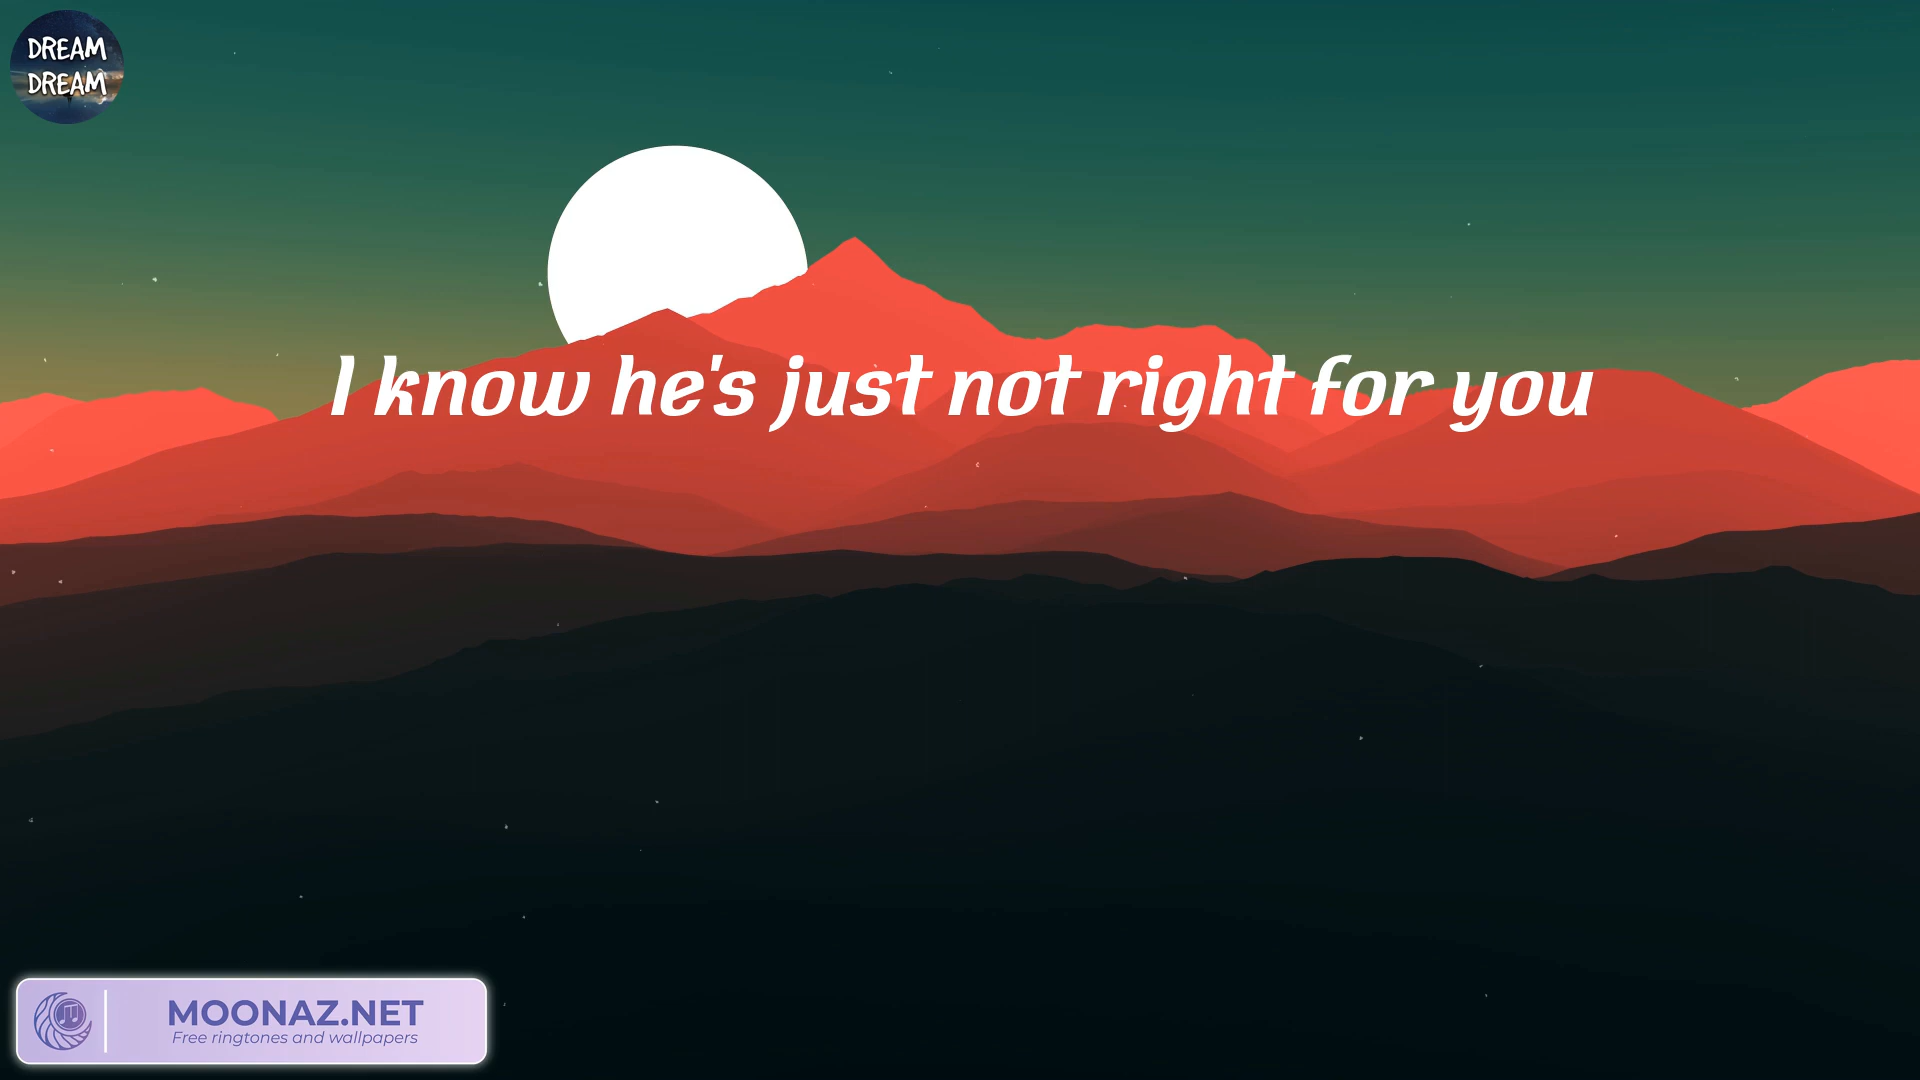 DREAM
DREAM
I know he's just not right for you
MOONAZ.NET
Free ringtones and wallpapers